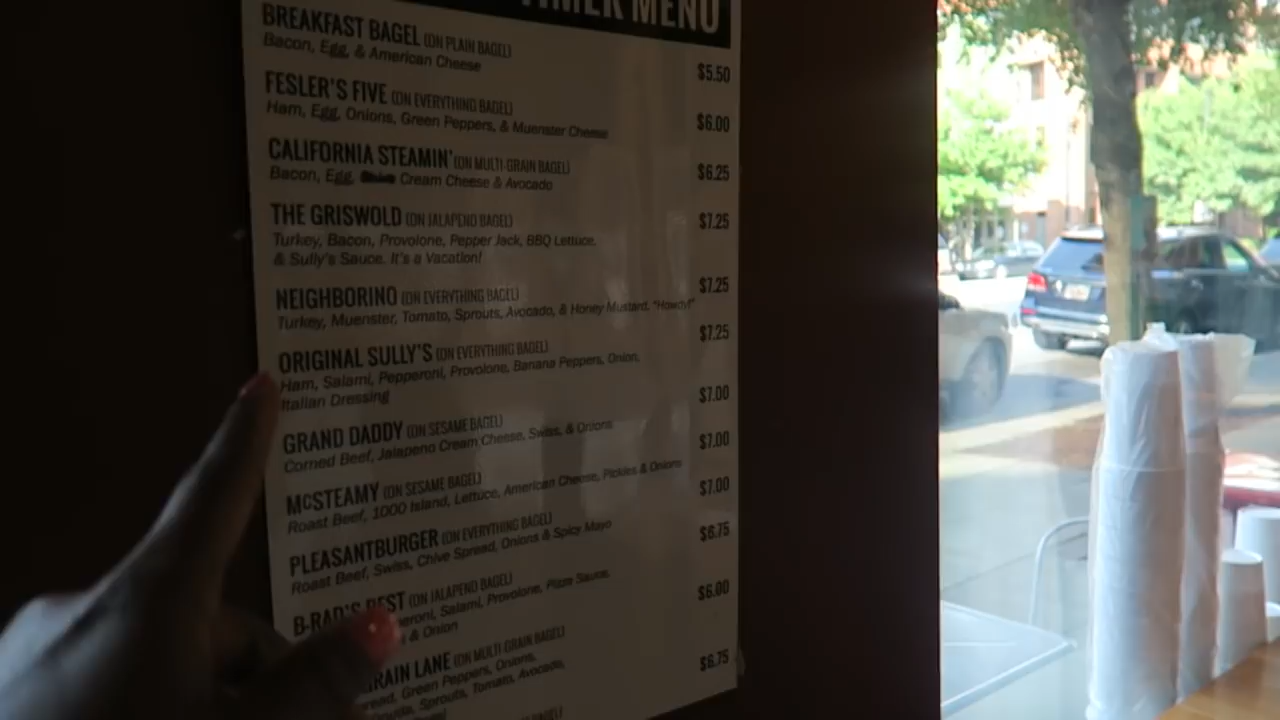 MENU
BREAKFAST BAGEL (ON PLAIN BAGEL)
Bacon, Egg, & American Cheese
$5.50
FESLER'S FIVE (ON EVERYTHING BAGEL)
Ham, Egg, Onions, Green Peppers, & Muenster Cheese
$6.00
CALIFORNIA STEAMIN' (ON MULTI-GRAIN BAGEL)
Bacon, Egg, Cream Cheese & Avocado
$6.25
THE GRISWOLD (ON JALAPENO BAGEL)
$7.25
Turkey, Bacon, Provolone, Pepper Jack, BBQ Lettuce,
& Sully's Sauce. It's a Vacation!
NEIGHBORINO (ON EVERYTHING BAGEL)
$7.25
Turkey, Muenster, Tomato, Sprouts, Avocado, & Honey Mustard. "Howdy!"
ORIGINAL SULLY'S (ON EVERYTHING BAGEL)
$7.25
Ham, Salami, Pepperoni, Provolone, Banana Peppers, Onion,
Italian Dressing
GRAND DADDY (ON SESAME BAGEL)
$7.00
Corned Beef, Jalapeno Cream Cheese, Swiss, & Onions
McSTEAMY (ON SESAME BAGEL)
$7.00
Roast Beef, 1000 Island, Lettuce, American Cheese, Pickles & Onions
PLEASANTBURGER (ON EVERYTHING BAGEL)
$7.00
Roast Beef, Swiss, Chive Spread, Onions & Spicy Mayo
B-RAD'S BEST (ON JALAPENO BAGEL)
$6.75
Salami, Provolone, Pizza Sauce,
& Onion
$6.00
LANE (ON MULTI-GRAIN BAGEL)
Green Peppers, Onions,
Sprouts, Tomato, Avocado,
$6.75